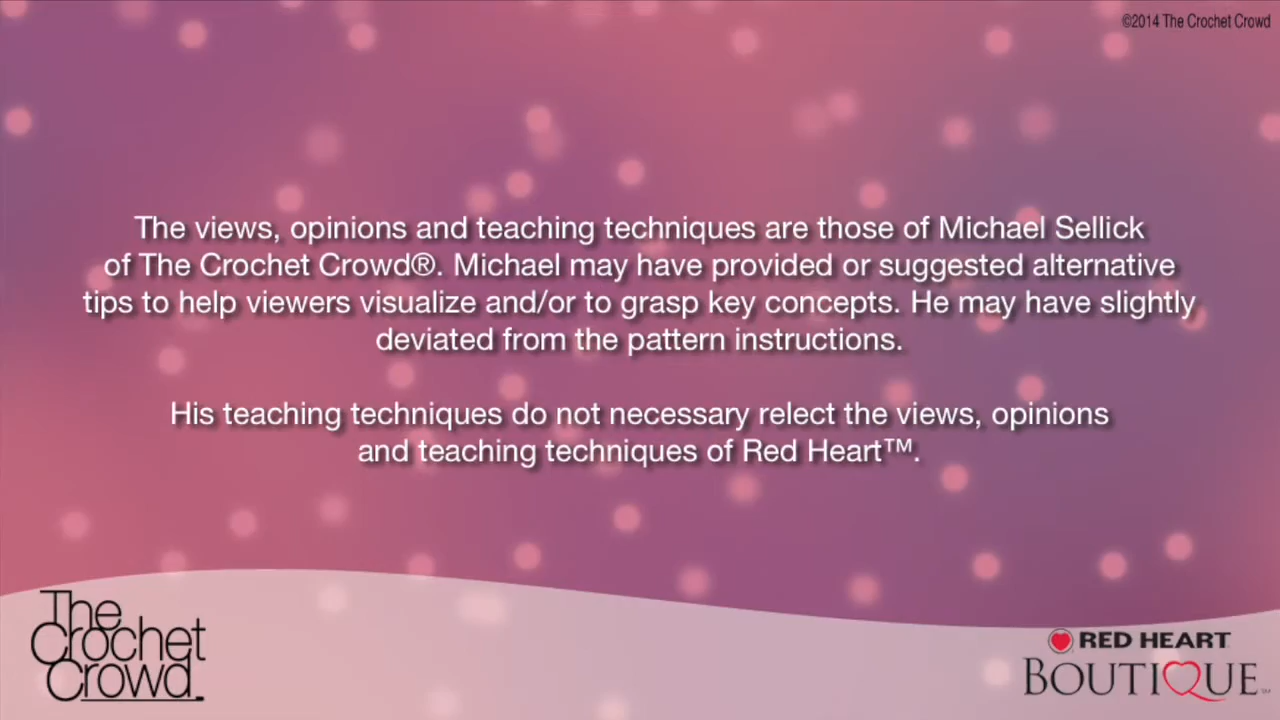 ©2014 The Crochet Crowd
The views, opinions and teaching techniques are those of Michael Sellick
of The Crochet Crowd®. Michael may have provided or suggested alternative
tips to help viewers visualize and/or to grasp key concepts. He may have slightly
deviated from the pattern instructions.
His teaching techniques do not necessary relect the views, opinions
and teaching techniques of Red Heart™.
The
Crochet
Crowd
RED HEART
BOUTIQUE